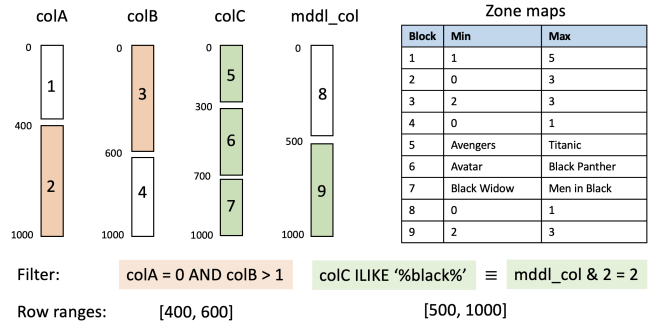 colA colB colC mddl_col Zone maps
0 0 0 0
Block Min Max
1 1 5
2 0 3
3 2 3
4 0 1
5 Avengers Titanic
6 Avatar Black Panther
7 Black Widow Men in Black
8 0 1
9 2 3
1 3 5 8
300
400
6
500
600
2 4 700 9
7
1000 1000 1000 1000
Filter: colA = 0 AND colB > 1 colC ILIKE '%black%' ≡ mddl_col & 2 = 2
Row ranges: [400, 600] [500, 1000]